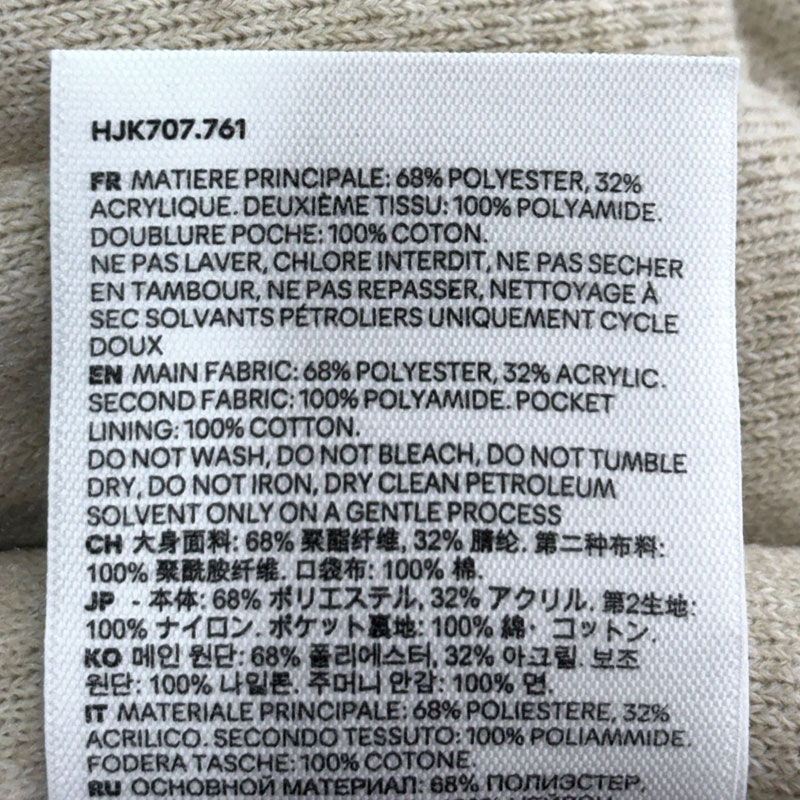 HJK707.761
FR MATIERE PRINCIPALE: 68% POLYESTER, 32%
ACRYLIQUE. DEUXIÈME TISSU: 100% POLYAMIDE.
DOUBLURE POCHE: 100% COTON.
NE PAS LAVER, CHLORE INTERDIT, NE PAS SECHER
EN TAMBOUR, NE PAS REPASSER, NETTOYAGE À
SEC SOLVANTS PÉTROLIERS UNIQUEMENT CYCLE
DOUX
EN MAIN FABRIC: 68% POLYESTER, 32% ACRYLIC.
SECOND FABRIC: 100% POLYAMIDE. POCKET
LINING: 100% COTTON.
DO NOT WASH, DO NOT BLEACH, DO NOT TUMBLE
DRY, DO NOT IRON, DRY CLEAN PETROLEUM
SOLVENT ONLY ON A GENTLE PROCESS
CH 大身面料: 68% 聚酯纤维, 32% 腈纶. 第二种布料:
100% 聚酰胺纤维. 口袋布: 100% 棉.
JP - 本体: 68% ポリエステル, 32% アクリル. 第2生地:
100% ナイロン. ポケット裏地: 100% 綿・ コットン.
KO 메인 원단: 68% 폴리에스터, 32% 아크릴. 보조
원단: 100% 나일론. 주머니 안감: 100% 면.
IT MATERIALE PRINCIPALE: 68% POLIESTERE, 32%
ACRILICO. SECONDO TESSUTO: 100% POLIAMMIDE.
FODERA TASCHE: 100% COTONE.
RU ОСНОВНОЙ МАТЕРИАЛ: 68% ПОЛИЭСТЕР,